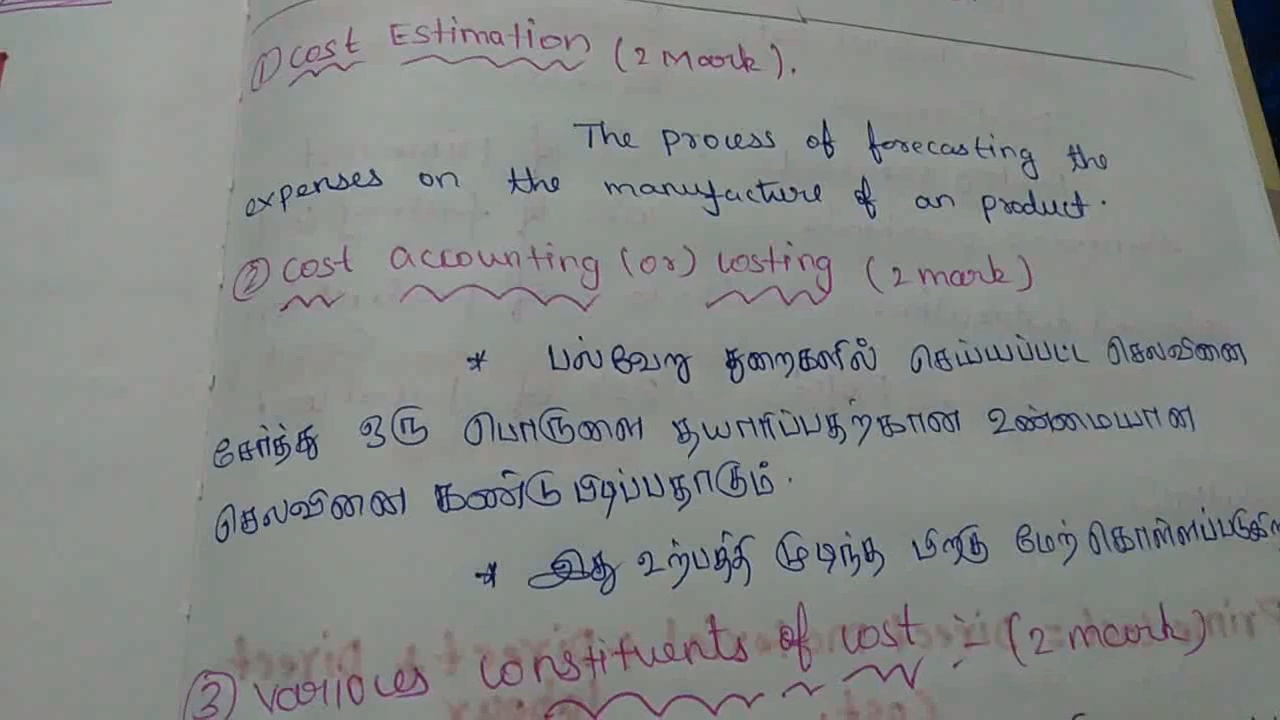 ① Cost Estimation (2 Mark).
The process of forecasting the
expenses on the manufacture of an product.
② Cost accounting (or) Costing (2 mark)
* பல்வேறு துறைகளில் செய்யப்பட்ட செலவினை
சேர்த்து ஒரு பொருளை தயாரிப்பதற்கான உண்மையான
செலவினை கண்டுபிடிப்பதாகும்.
* இது உற்பத்தி முடிந்த பிறகு மேற்கொள்ளப்படுகி
③ Various constituents of cost :- (2 mark)